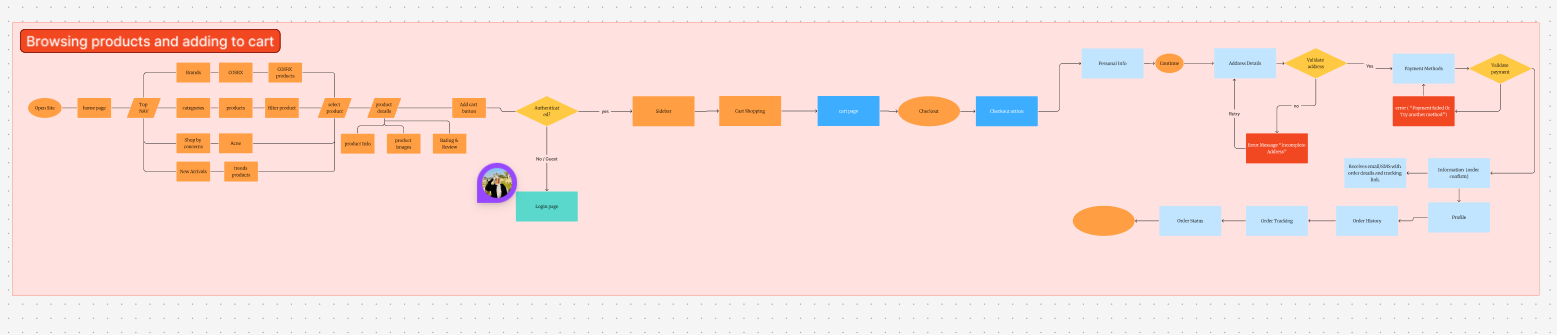 Browsing products and adding to cart
Open Site
home page
Top
NAV
Brands
COSRX
COSRX
products
categories
products
filter product
Shop by
concerns
Acne
New Arrivals
trends
products
select
product
product
details
product Info
product
images
Rating &
Review
Add cart
button
Authenticat
ed?
yes
No / Guest
Login page
Sidebar
Cart Shopping
cart page
Checkout
Checkout action
Personal Info
Continue
Address Details
Validate
address
Yes
no
Retry
Error Message "Incomplete
Address"
Payment Methods
Validate
payment
error ( "Payment failed Or
Try another method")
Information (order
confirm)
Receives email/SMS with
order details and tracking
link.
Profile
Order History
Order Tracking
Order Status